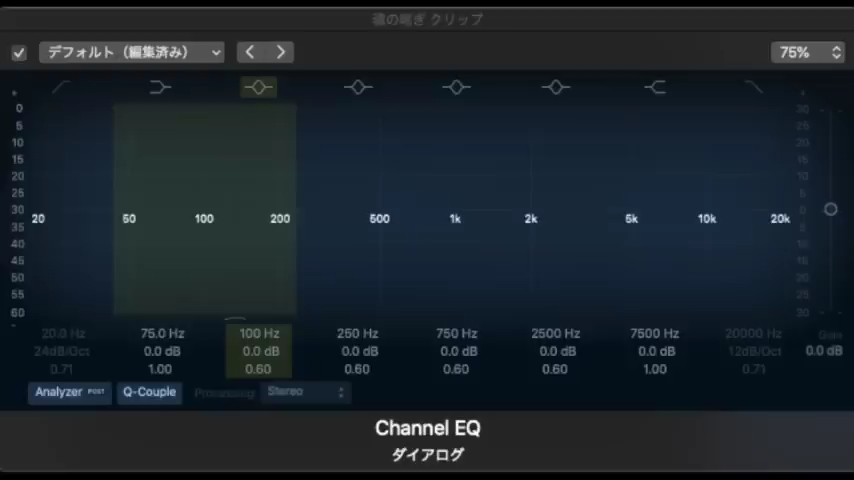 魂の喘ぎ クリップ
デフォルト（編集済み） 75%
0 30
5 25
10 20
15 15
20 10
25 5
30 20 50 100 200 500 1k 2k 5k 10k 20k 0
35 5
40 10
45 15
50 20
55 25
60 30
20.0 Hz 75.0 Hz 100 Hz 250 Hz 750 Hz 2500 Hz 7500 Hz 20000 Hz Gain
24dB/Oct 0.0 dB 0.0 dB 0.0 dB 0.0 dB 0.0 dB 0.0 dB 12dB/Oct 0.0 dB
0.71 1.00 0.60 0.60 0.60 0.60 1.00 0.71
Analyzer POST Q-Couple Processing: Stereo
Channel EQ
ダイアログ